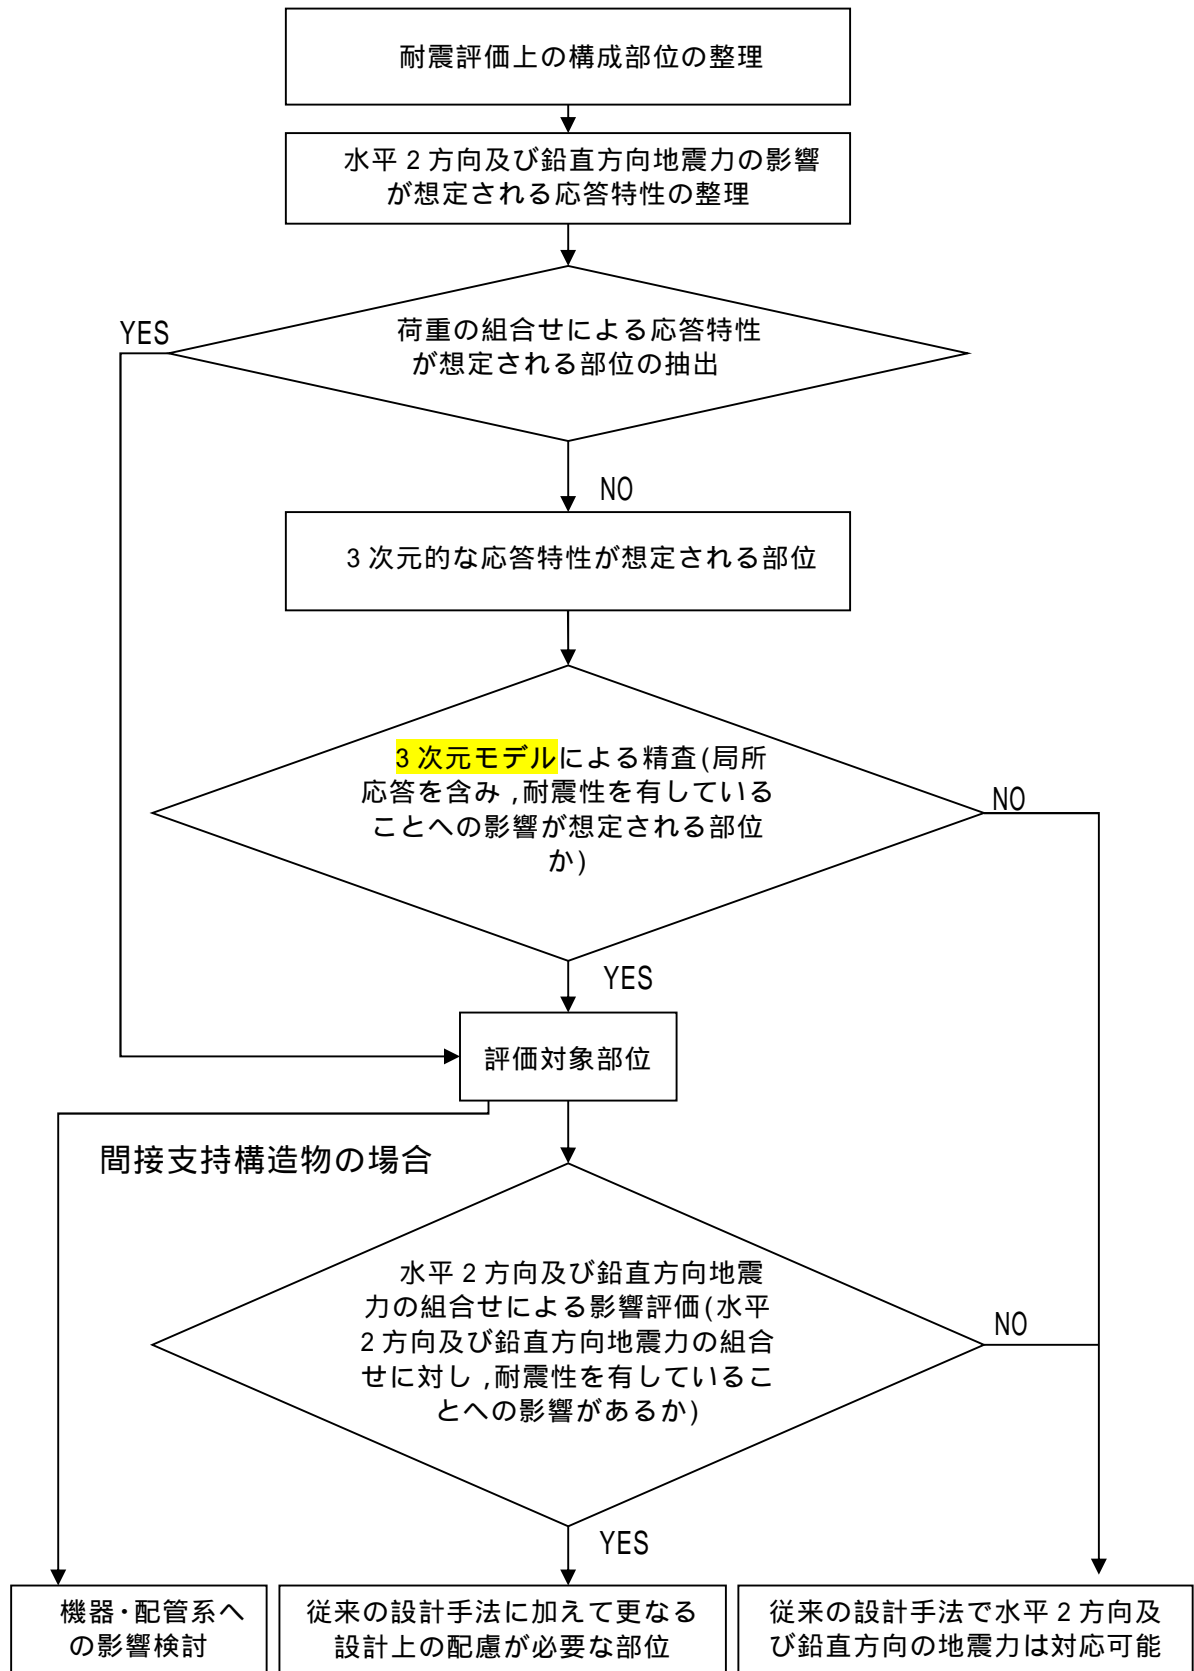 耐震評価上の構成部位の整理
水平２方向及び鉛直方向地震力の影響
が想定される応答特性の整理
荷重の組合せによる応答特性
が想定される部位の抽出
YES
NO
３次元的な応答特性が想定される部位
３次元モデルによる精査(局所
応答を含み,耐震性を有している
ことへの影響が想定される部位
か)
NO
YES
評価対象部位
間接支持構造物の場合
水平２方向及び鉛直方向地震
力の組合せによる影響評価(水平
２方向及び鉛直方向地震力の組合
せに対し,耐震性を有しているこ
とへの影響があるか)
NO
YES
機器・配管系へ
の影響検討
従来の設計手法に加えて更なる
設計上の配慮が必要な部位
従来の設計手法で水平２方向及
び鉛直方向の地震力は対応可能